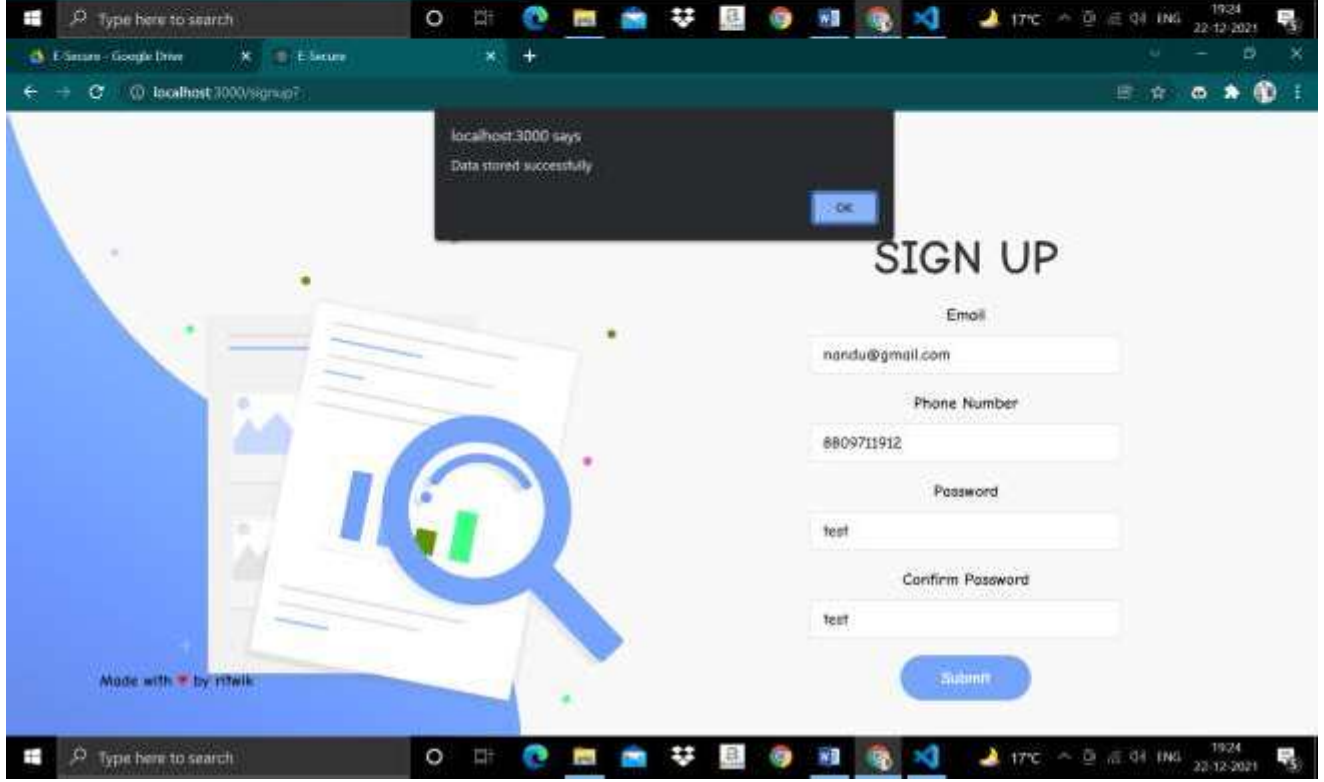 Type here to search
17°C
ENG
19:24
22-12-2021
E-Secure - Google Drive
E-Secure
localhost:3000/signup?
localhost:3000 says
Data stored successfully
OK
SIGN UP
Email
nandu@gmail.com
Phone Number
8809711912
Password
test
Confirm Password
test
Submit
Made with ♥ by ritwik
Type here to search
17°C
ENG
19:24
22-12-2021